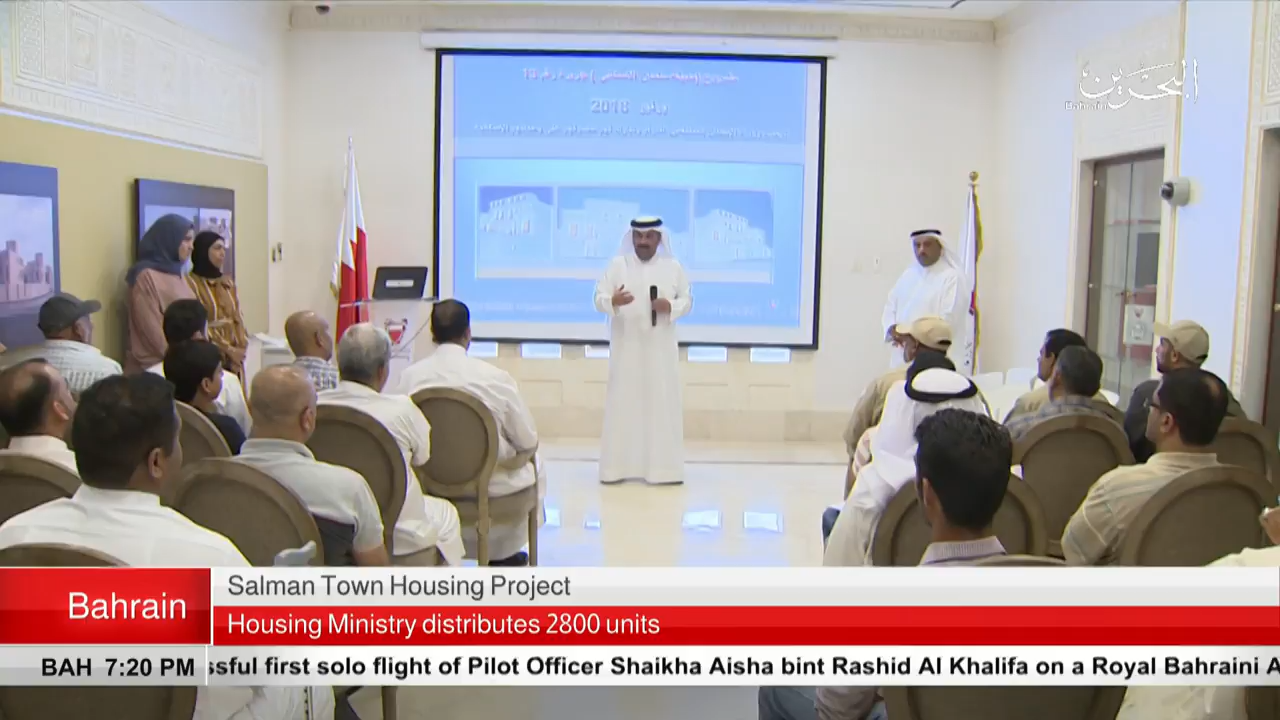 البحرين
Bahrain
2018
Salman Town Housing Project
Bahrain
Housing Ministry distributes 2800 units
BAH 7:20 PM
ssful first solo flight of Pilot Officer Shaikha Aisha bint Rashid Al Khalifa on a Royal Bahraini A